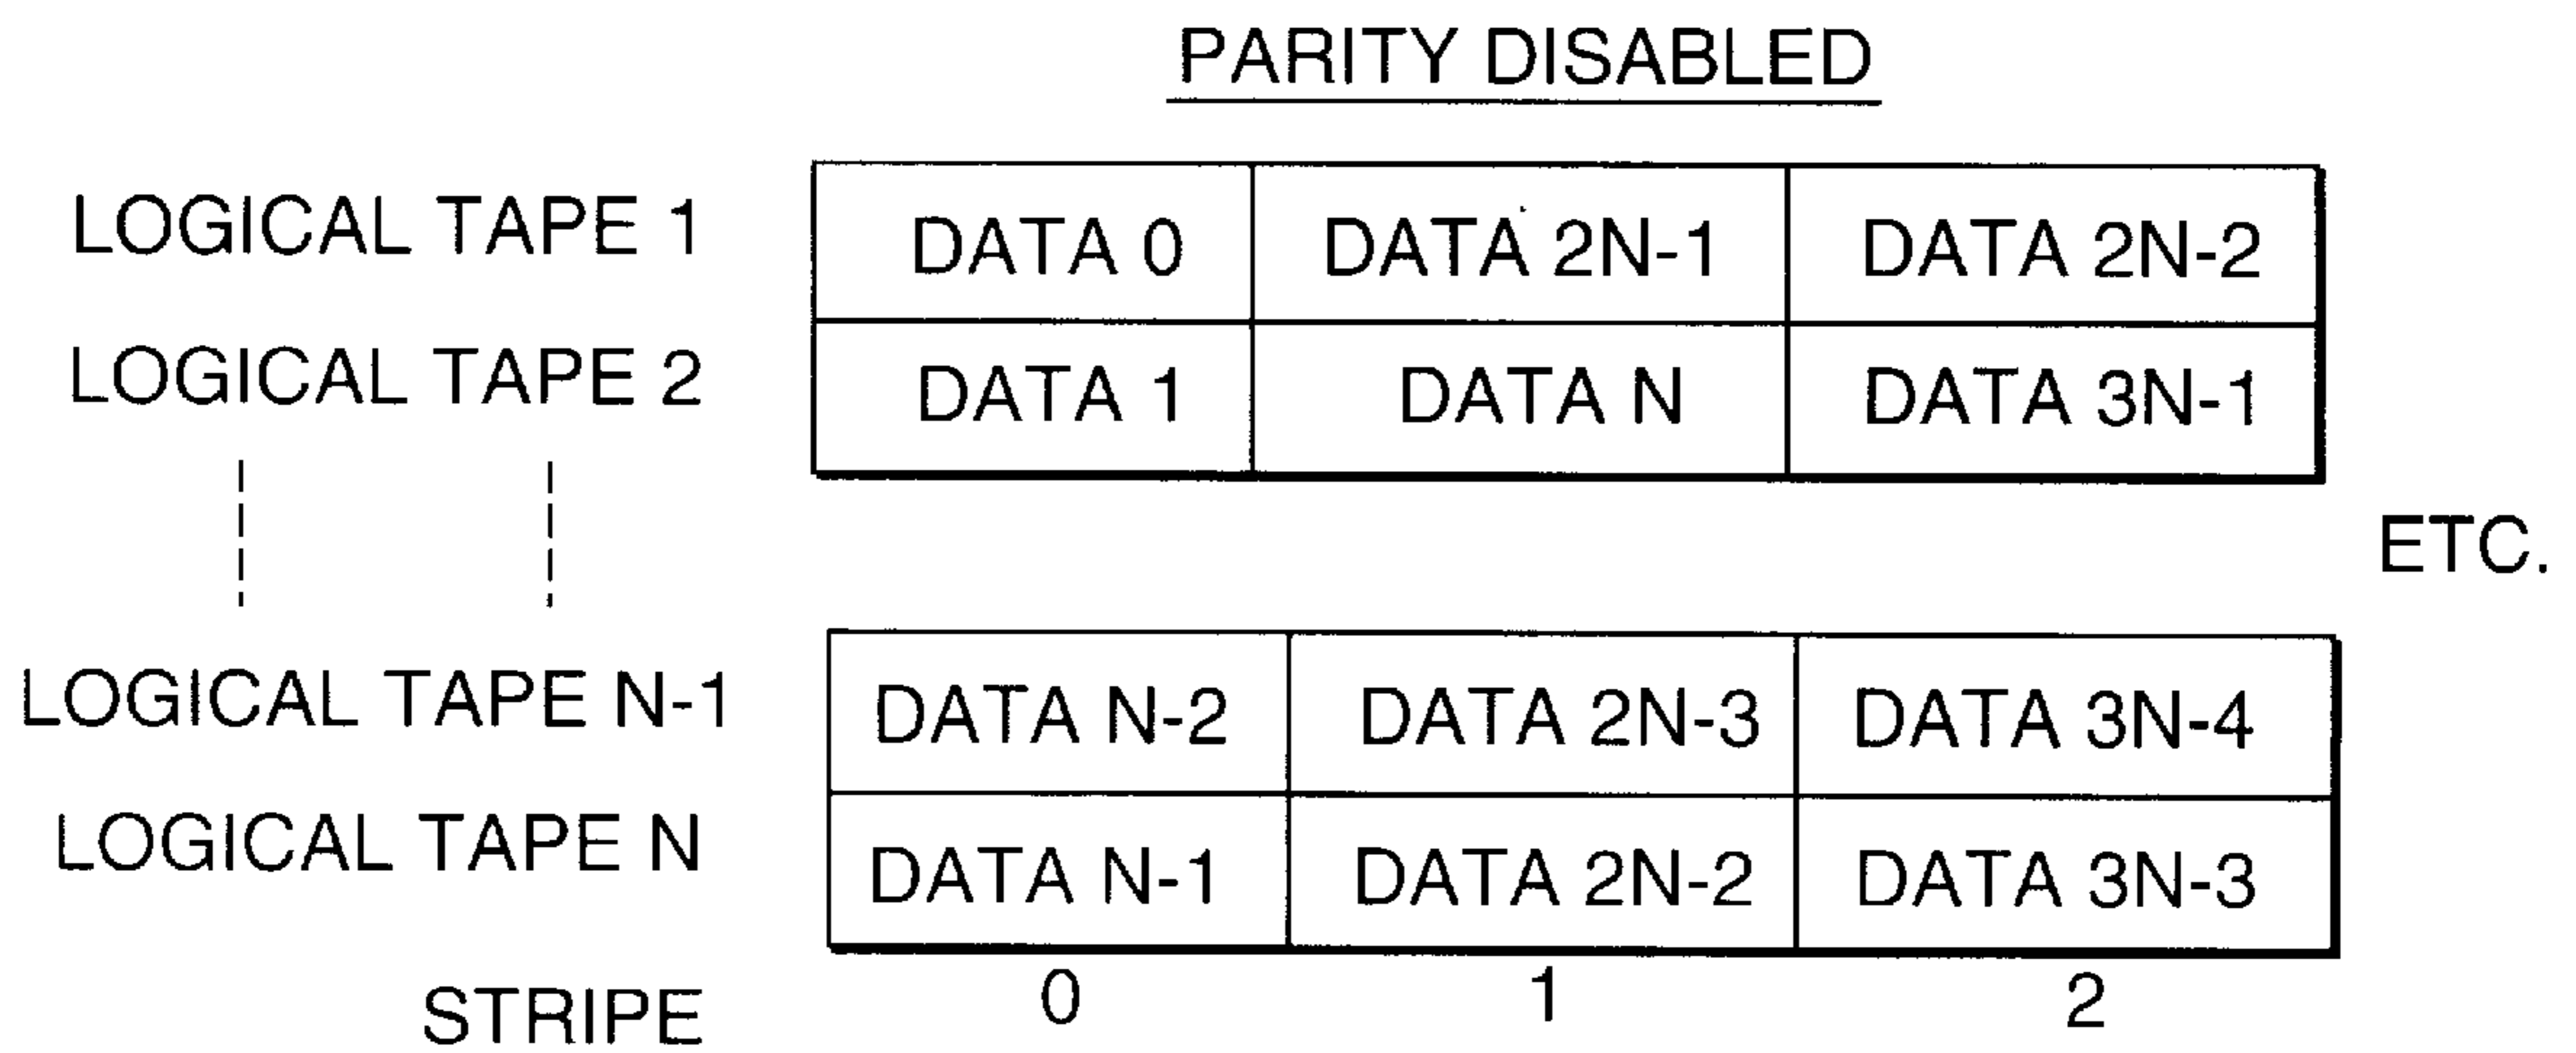 PARITY DISABLED
LOGICAL TAPE 1 DATA 0 DATA 2N-1 DATA 2N-2
LOGICAL TAPE 2 DATA 1 DATA N DATA 3N-1
ETC.
LOGICAL TAPE N-1 DATA N-2 DATA 2N-3 DATA 3N-4
LOGICAL TAPE N DATA N-1 DATA 2N-2 DATA 3N-3
STRIPE 0 1 2